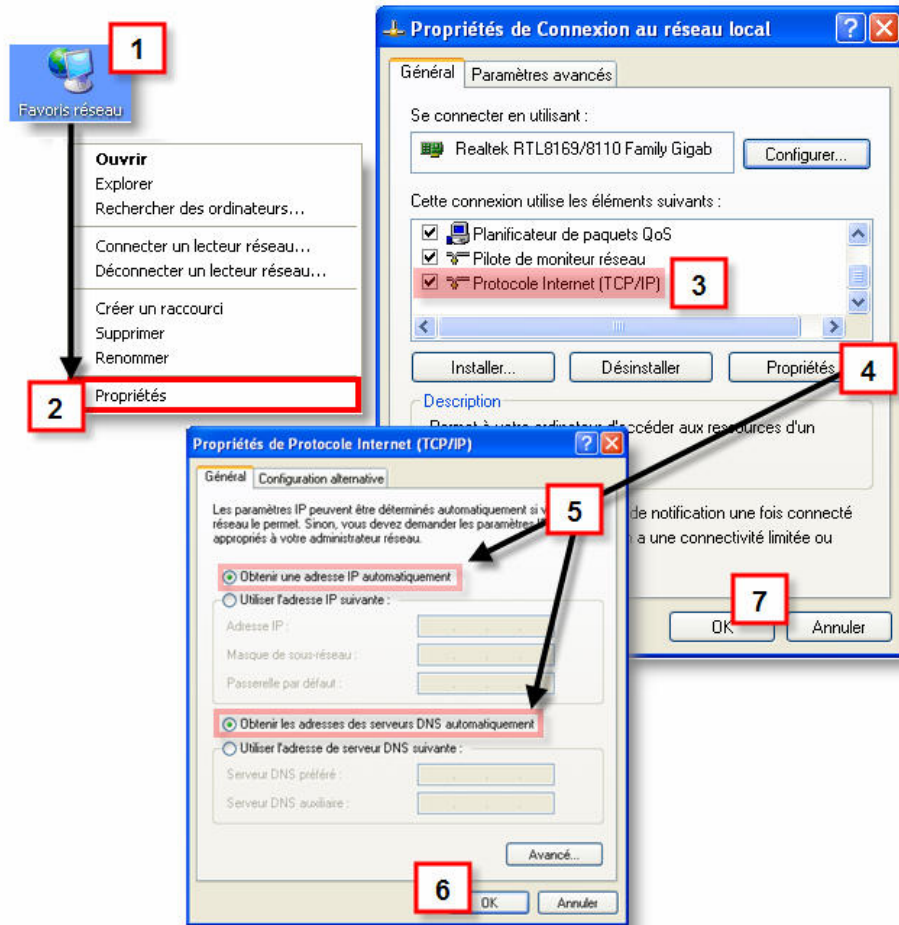 1
Favoris réseau
Ouvrir
Explorer
Rechercher des ordinateurs...
Connecter un lecteur réseau...
Déconnecter un lecteur réseau...
Créer un raccourci
Supprimer
Renommer
2
Propriétés
Propriétés de Connexion au réseau local
Général
Paramètres avancés
Se connecter en utilisant :
Realtek RTL8169/8110 Family Gigab
Configurer...
Cette connexion utilise les éléments suivants :
Planificateur de paquets QoS
Pilote de moniteur réseau
Protocole Internet (TCP/IP)
3
Installer...
Désinstaller
Propriétés
4
Description
Permet à votre ordinateur d'accéder aux ressources d'un
de notification une fois connecté
a une connectivité limitée ou
7
OK
Annuler
Propriétés de Protocole Internet (TCP/IP)
Général
Configuration alternative
Les paramètres IP peuvent être déterminés automatiquement si
réseau le permet. Sinon, vous devez demander les paramètres
appropriés à votre administrateur réseau.
5
Obtenir une adresse IP automatiquement
Utiliser l'adresse IP suivante :
Adresse IP :
Masque de sous-réseau :
Passerelle par défaut :
Obtenir les adresses des serveurs DNS automatiquement
Utiliser l'adresse de serveur DNS suivante :
Serveur DNS préféré :
Serveur DNS auxiliaire :
Avancé...
6
OK
Annuler